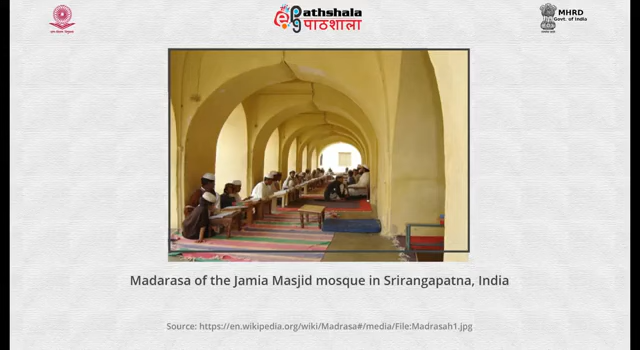 ePathshala
पाठशाला
MHRD
Govt. of India
Madarasa of the Jamia Masjid mosque in Srirangapatna, India
Source: https://en.wikipedia.org/wiki/Madrasa#/media/File:Madrasah1.jpg